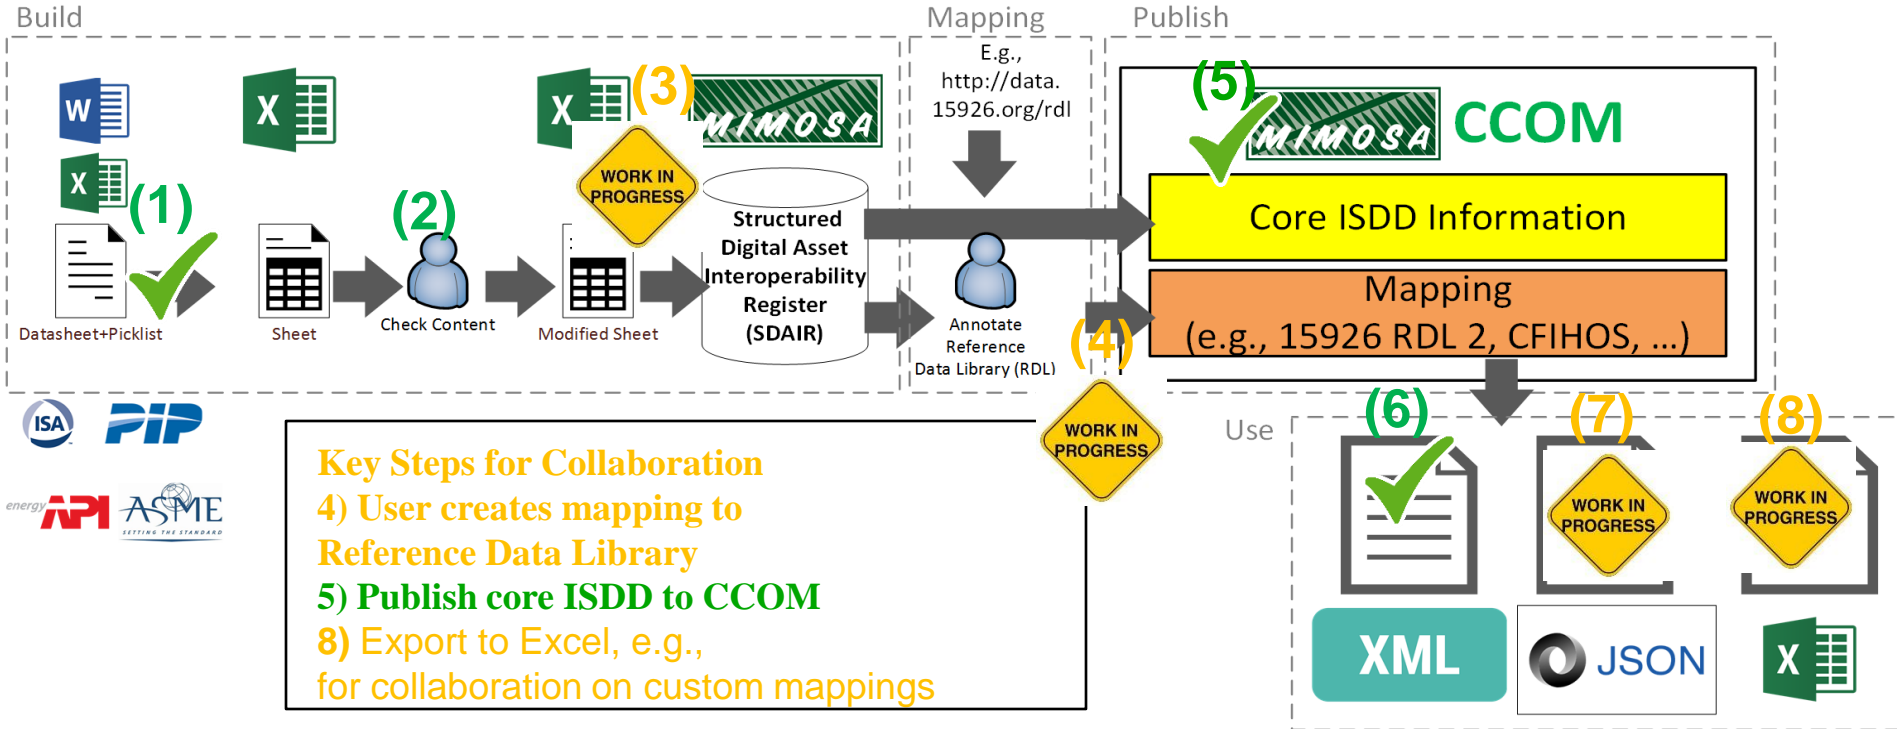 Build
Mapping
Publish
W
X
X
X
(3)
MIMOSA
E.g.,
http://data.
15926.org/rdl
(5)
MIMOSA
CCOM
(1)
(2)
WORK IN
PROGRESS
Structured
Digital Asset
Interoperability
Register
(SDAIR)
Core ISDD Information
Mapping
(e.g., 15926 RDL 2, CFIHOS, ...)
Datasheet+Picklist
Sheet
Check Content
Modified Sheet
Annotate
Reference
Data Library (RDL)
(4)
WORK IN
PROGRESS
ISA
PIP
energy
API
ASME
SETTING THE STANDARD
Key Steps for Collaboration
4) User creates mapping to
Reference Data Library
5) Publish core ISDD to CCOM
8) Export to Excel, e.g.,
for collaboration on custom mappings
Use
(6)
(7)
(8)
WORK IN
PROGRESS
WORK IN
PROGRESS
XML
JSON
X